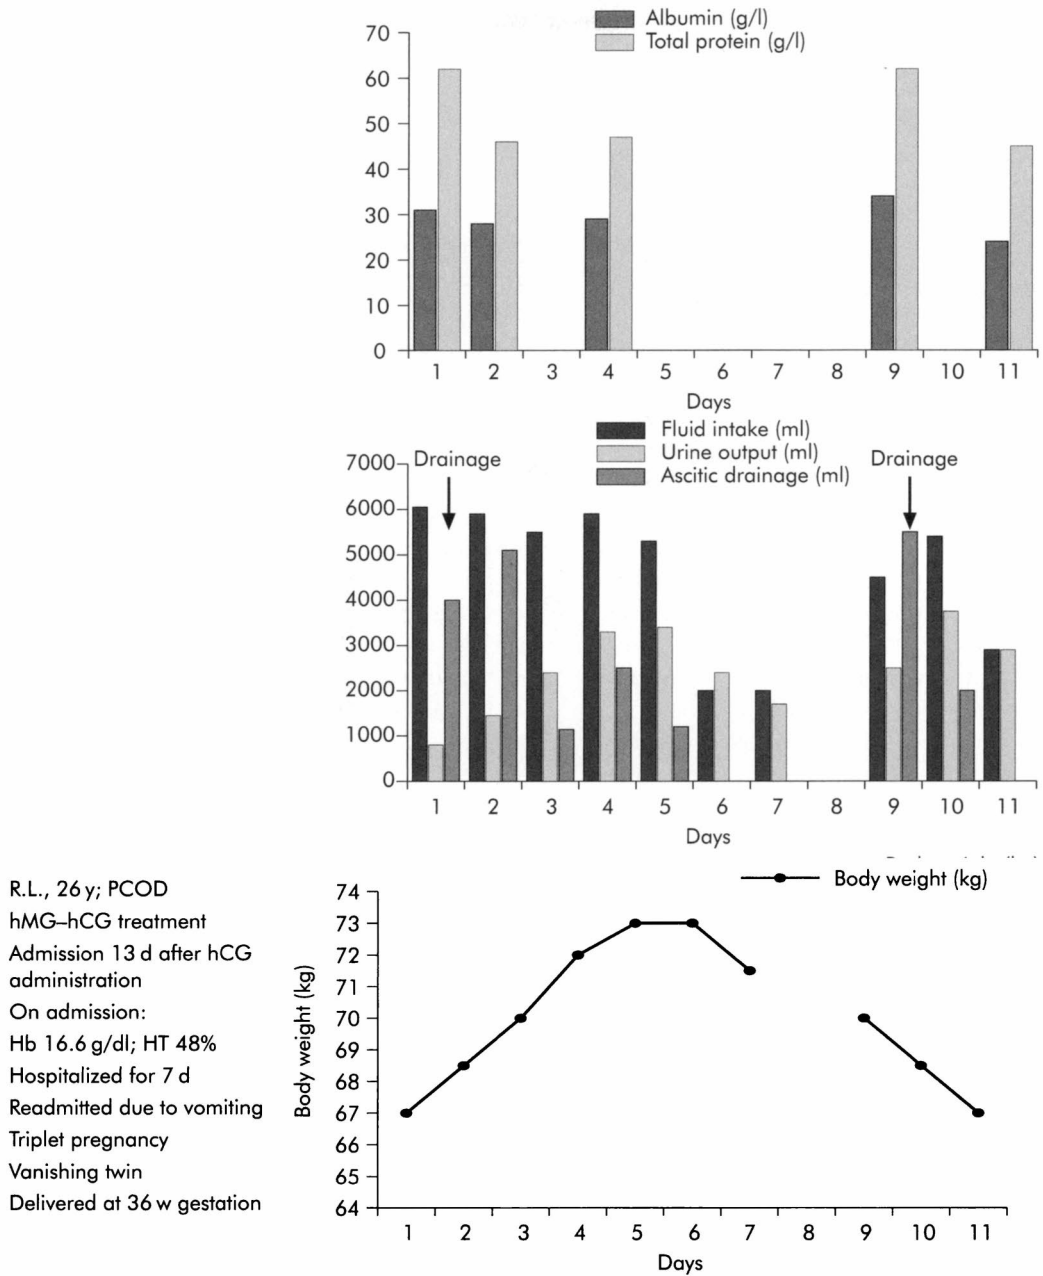 Albumin (g/l)
Total protein (g/l)
70
60
50
40
30
20
10
0
1 2 3 4 5 6 7 8 9 10 11
Days
Fluid intake (ml)
Urine output (ml)
Ascitic drainage (ml)
Drainage
Drainage
7000
6000
5000
4000
3000
2000
1000
0
1 2 3 4 5 6 7 8 9 10 11
Days
R.L., 26 y; PCOD
hMG–hCG treatment
Admission 13 d after hCG
administration
On admission:
Hb 16.6 g/dl; HT 48%
Hospitalized for 7 d
Readmitted due to vomiting
Triplet pregnancy
Vanishing twin
Delivered at 36 w gestation
Body weight (kg)
Body weight (kg)
74
73
72
71
70
69
68
67
66
65
64
1 2 3 4 5 6 7 8 9 10 11
Days